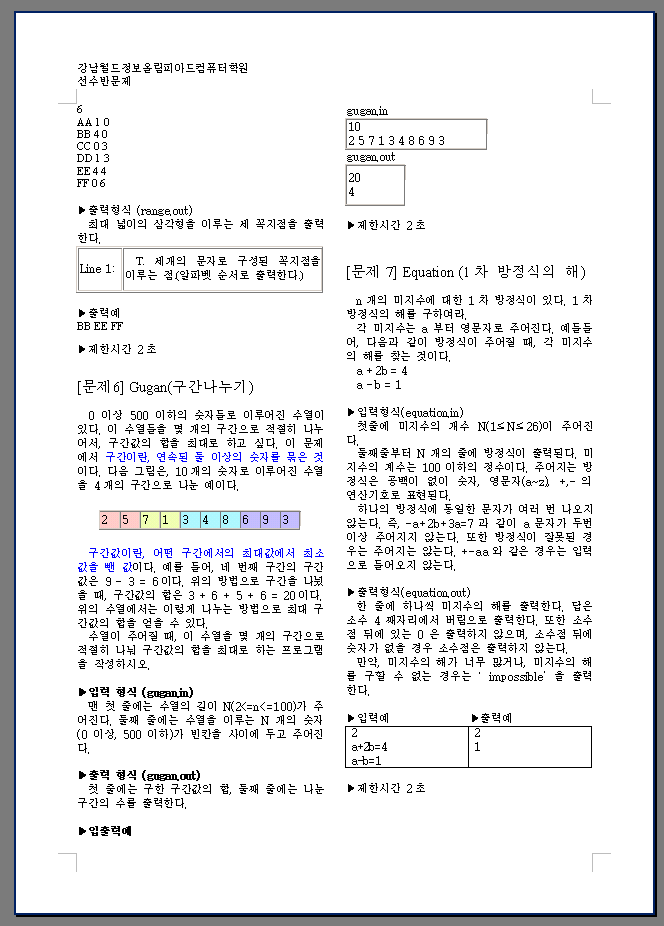 강남월드정보올림피아드컴퓨터학원
선수반문제
6
AA 1 0
BB 4 0
CC 0 3
DD 1 3
EE 4 4
FF 0 6
▶출력형식 (range.out)
최대 넓이의 삼각형을 이루는 세 꼭지점을 출력
한다.
Line 1:
T. 세개의 문자로 구성된 꼭지점을
이루는 점.(알파벳 순서로 출력한다.)
▶출력예
BB EE FF
▶제한시간 2초
[문제6] Gugan(구간나누기)
0 이상 500 이하의 숫자들로 이루어진 수열이
있다. 이 수열들을 몇 개의 구간으로 적절히 나누
어서, 구간값의 합을 최대로 하고 싶다. 이 문제
에서 구간이란, 연속된 둘 이상의 숫자를 묶은 것
이다. 다음 그림은, 10개의 숫자로 이루어진 수열
을 4개의 구간으로 나눈 예이다.
2 5 7 1 3 4 8 6 9 3
구간값이란, 어떤 구간에서의 최대값에서 최소
값을 뺀 값이다. 예를 들어, 네 번째 구간의 구간
값은 9 - 3 = 6이다. 위의 방법으로 구간을 나눴
을 때, 구간값의 합은 3 + 6 + 5 + 6 = 20이다.
위의 수열에서는 이렇게 나누는 방법으로 최대 구
간값의 합을 얻을 수 있다.
수열이 주어질 때, 이 수열을 몇 개의 구간으로
적절히 나눠 구간값의 합을 최대로 하는 프로그램
을 작성하시오.
▶입력 형식 (gugan.in)
맨 첫 줄에는 수열의 길이 N(2<=n<=100)가 주
어진다. 둘째 줄에는 수열을 이루는 N 개의 숫자
(0 이상, 500 이하)가 빈칸을 사이에 두고 주어진
다.
▶출력 형식 (gugan.out)
첫 줄에는 구한 구간값의 합, 둘째 줄에는 나눈
구간의 수를 출력한다.
▶입출력예
gugan.in
10
2 5 7 1 3 4 8 6 9 3
gugan.out
20
4
▶제한시간 2초
[문제 7] Equation (1차 방정식의 해)
n 개의 미지수에 대한 1차 방정식이 있다. 1차
방정식의 해를 구하여라.
각 미지수는 a 부터 영문자로 주어진다. 예들들
어, 다음과 같이 방정식이 주어질 때, 각 미지수
의 해를 찾는 것이다.
a + 2b = 4
a - b = 1
▶입력형식(equation.in)
첫줄에 미지수의 개수 N(1≤N≤26)이 주어진
다.
둘째줄부터 N 개의 줄에 방정식이 출력된다. 미
지수의 계수는 100 이하의 정수이다. 주어지는 방
정식은 공백이 없이 숫자, 영문자(a~z), +,- 의
연산기호로 표현된다.
하나의 방정식에 동일한 문자가 여러 번 나오지
않는다. 즉, -a+2b+3a=7과 같이 a 문자가 두번
이상 주어지지 않는다. 또한 방정식이 잘못된 경
우는 주어지는 않는다. +-aa와 같은 경우는 입력
으로 들어오지 않는다.
▶출력형식(equation.out)
한 줄에 하나씩 미지수의 해를 출력한다. 답은
소수 4 째자리에서 버림으로 출력한다. 또한 소수
점 뒤에 있는 0 은 출력하지 않으며, 소수점 뒤에
숫자가 없을 경우 소수점은 출력하지 않는다.
만약, 미지수의 해가 너무 많거나, 미지수의 해
를 구할 수 없는 경우는 ' impossible' 을 출력
한다.
▶입력예 ▶출력예
2 2
a+2b=4 1
a-b=1
▶제한시간 2초